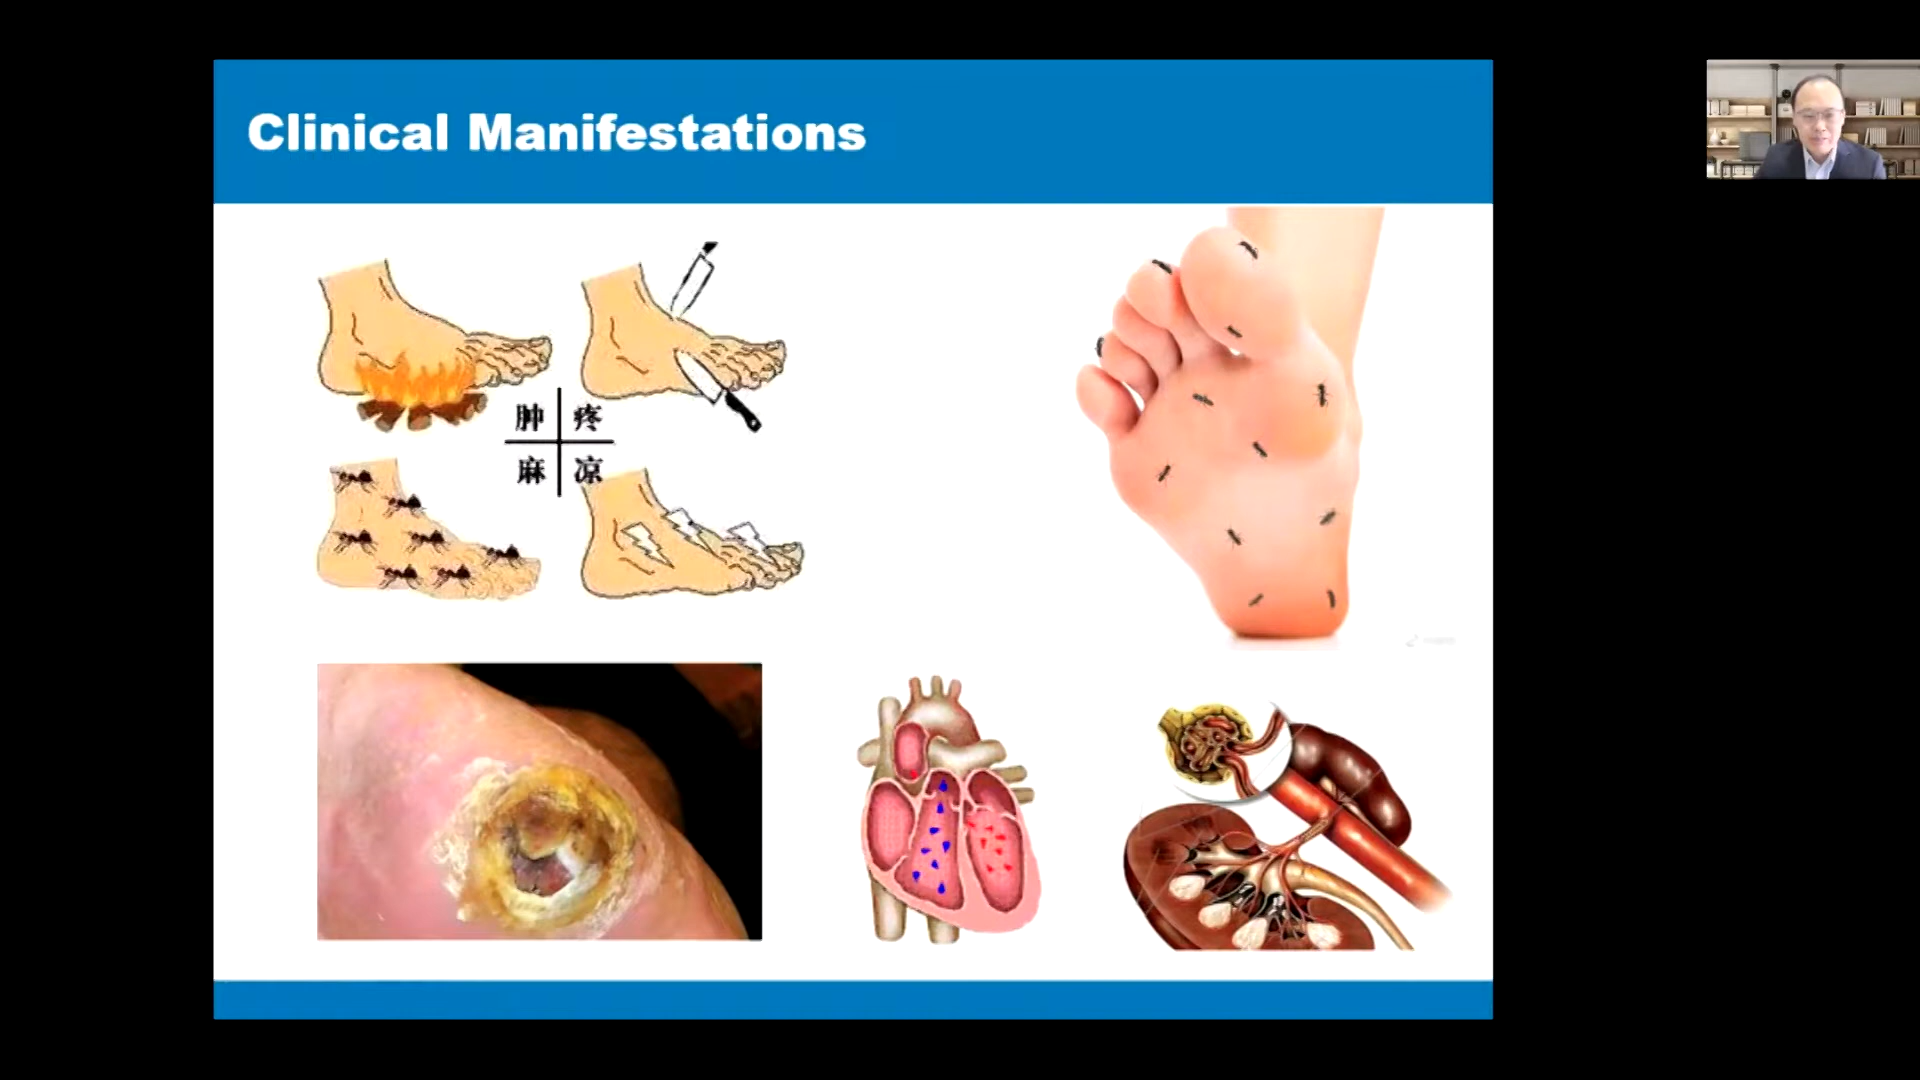 Clinical Manifestations
肿 疼
麻 凉